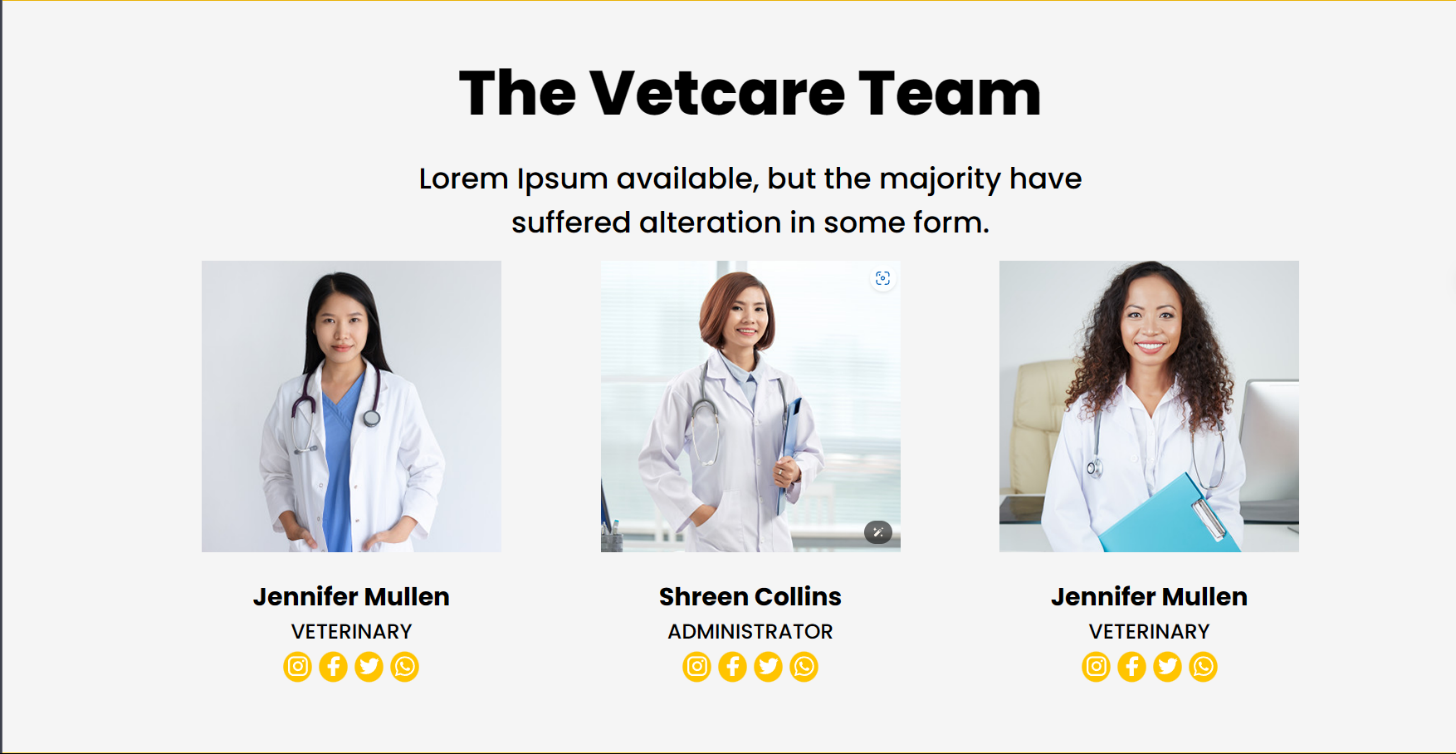 The Vetcare Team
Lorem Ipsum available, but the majority have
suffered alteration in some form.
Jennifer Mullen
Shreen Collins
Jennifer Mullen
VETERINARY
ADMINISTRATOR
VETERINARY